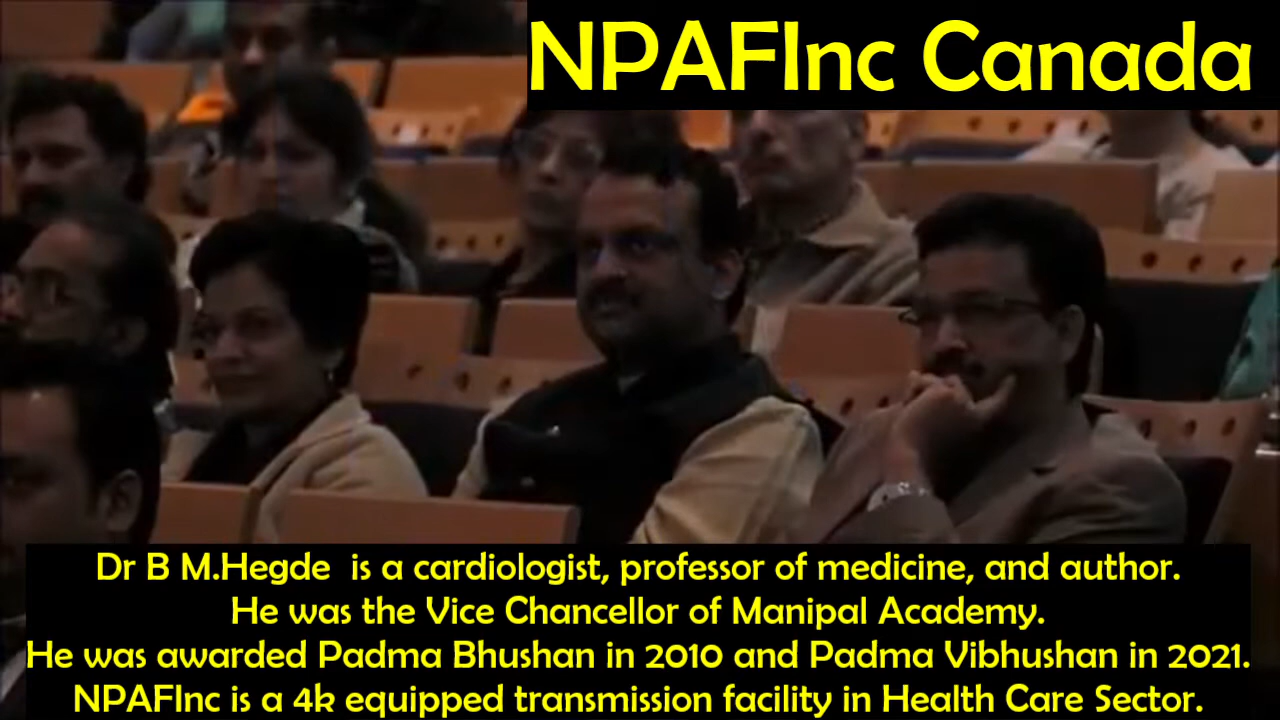 NPAFInc Canada
Dr B M.Hegde is a cardiologist, professor of medicine, and author.
He was the Vice Chancellor of Manipal Academy.
He was awarded Padma Bhushan in 2010 and Padma Vibhushan in 2021.
NPAFInc is a 4k equipped transmission facility in Health Care Sector.